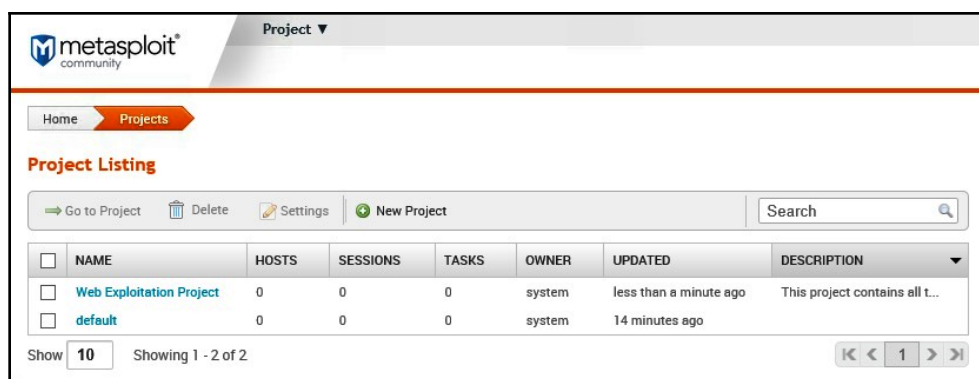 Project ▼
metasploit®
community
Home Projects
Project Listing
Go to Project Delete Settings New Project Search
NAME HOSTS SESSIONS TASKS OWNER UPDATED DESCRIPTION
Web Exploitation Project 0 0 0 system less than a minute ago This project contains all t...
default 0 0 0 system 14 minutes ago
Show 10 Showing 1 - 2 of 2 1